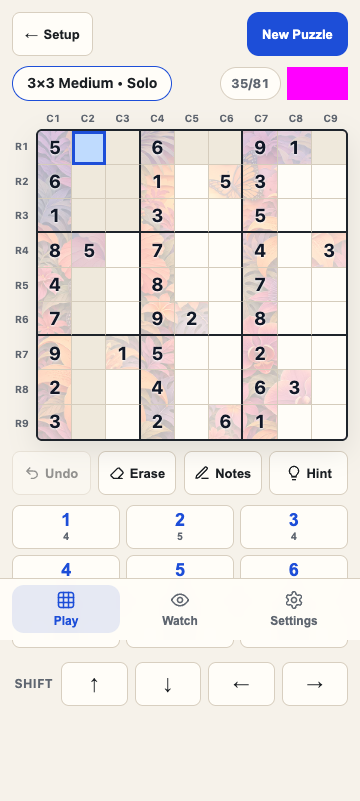 ← Setup
New Puzzle
3×3 Medium • Solo
35/81
C1 C2 C3 C4 C5 C6 C7 C8 C9
R1 5 6 9 1
R2 6 1 5 3
R3 1 3 5
R4 8 5 7 4 3
R5 4 8 7
R6 7 9 2 8
R7 9 1 5 2
R8 2 4 6 3
R9 3 2 6 1
Undo Erase Notes Hint
1 2 3
4 5 4
4 5 6
Play Watch Settings
SHIFT ↑ ↓ ← →